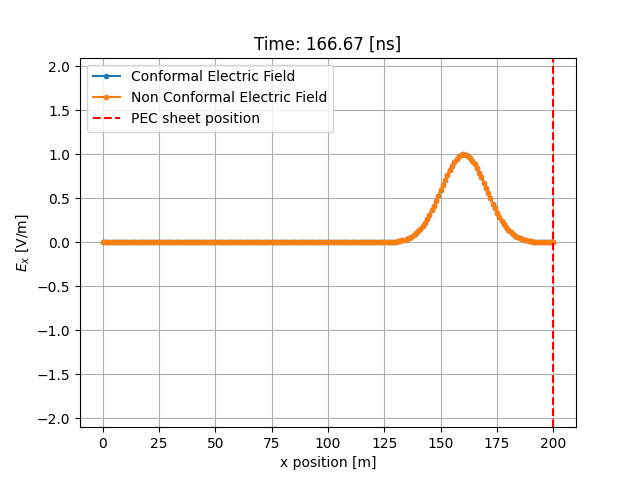 Time: 166.67 [ns]
Conformal Electric Field
Non Conformal Electric Field
PEC sheet position
2.0
1.5
1.0
0.5
0.0
−0.5
−1.0
−1.5
−2.0
E_x [V/m]
0 25 50 75 100 125 150 175 200
x position [m]